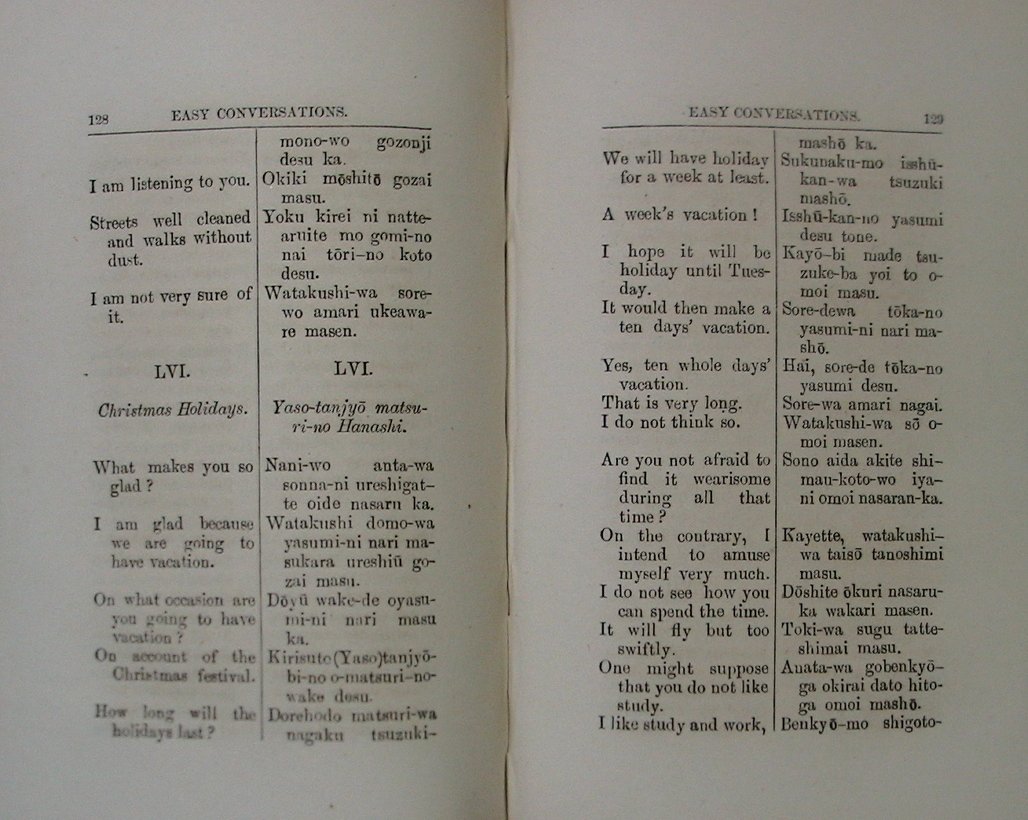 128 EASY CONVERSATIONS.
mono-wo gozonji
desu ka.
I am listening to you.
Okiki mōshitō gozai
masu.
Streets well cleaned
and walks without
dust.
Yoku kirei ni natte-
aruite mo gomi-no
nai tōri-no koto
desu.
I am not very sure of
it.
Watakushi-wa sore-
wo amari ukeawa-
re masen.
LVI.
LVI.
Christmas Holidays.
Yaso-tanjyō matsu-
ri-no Hanashi.
What makes you so
glad ?
Nani-wo anta-wa
sonna-ni ureshigat-
te oide nasaru ka.
I am glad because
we are going to
have vacation.
Watakushi domo-wa
yasumi-ni nari ma-
sukara ureshiū go-
zai masu.
On what occasion are
you going to have
vacation ?
Dōyū wake-de oyasu-
mi-ni nari masu
ka.
On account of the
Christmas festival.
Kirisuto(Yaso)tanjyō-
bi-no o-matsuri-no-
wake desu.
How long will the
holidays last ?
Dorehodo matsuri-wa
nagaku tsuzuki-
EASY CONVERSATIONS. 129
mashō ka.
We will have holiday
for a week at least.
Sukunaku-mo isshū-
kan-wa tsuzuki
mashō.
A week's vacation !
Isshū-kan-no yasumi
desu tone.
I hope it will be
holiday until Tues-
day.
Kayō-bi made tsu-
zuke-ba yoi to o-
moi masu.
It would then make a
ten days' vacation.
Sore-dewa tōka-no
yasumi-ni nari ma-
shō.
Yes, ten whole days'
vacation.
Hai, sore-de tōka-no
yasumi desu.
That is very long.
Sore-wa amari nagai.
I do not think so.
Watakushi-wa sō o-
moi masen.
Are you not afraid to
find it wearisome
during all that
time ?
Sono aida akite shi-
mau-koto-wo iya-
ni omoi nasaran-ka.
On the contrary, I
intend to amuse
myself very much.
Kayette, watakushi-
wa taisō tanoshimi
masu.
I do not see how you
can spend the time.
Dōshite ōkuri nasaru-
ka wakari masen.
It will fly but too
swiftly.
Toki-wa sugu tatte-
shimai masu.
One might suppose
that you do not like
study.
Anata-wa gobenkyō-
ga okirai dato hito-
ga omoi mashō.
I like study and work,
Benkyō-mo shigoto-